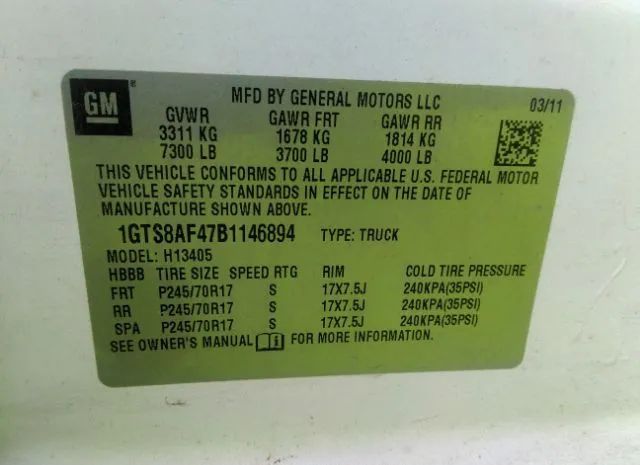 GM®
MFD BY GENERAL MOTORS LLC 03/11
GVWR GAWR FRT GAWR RR
3311 KG 1678 KG 1814 KG
7300 LB 3700 LB 4000 LB
THIS VEHICLE CONFORMS TO ALL APPLICABLE U.S. FEDERAL MOTOR
VEHICLE SAFETY STANDARDS IN EFFECT ON THE DATE OF
MANUFACTURE SHOWN ABOVE.
1GTS8AF47B1146894 TYPE: TRUCK
MODEL: H13405
HBBB TIRE SIZE SPEED RTG RIM COLD TIRE PRESSURE
FRT P245/70R17 S 17X7.5J 240KPA(35PSI)
RR P245/70R17 S 17X7.5J 240KPA(35PSI)
SPA P245/70R17 S 17X7.5J 240KPA(35PSI)
SEE OWNER'S MANUAL FOR MORE INFORMATION.